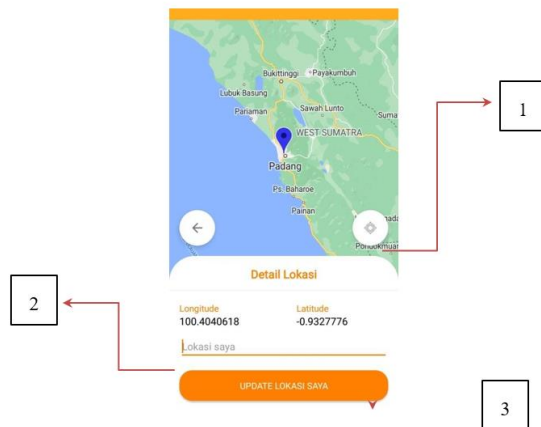 Bukittinggi
Payakumbuh
Lubuk Basung
Pariaman
Sawah Lunto
Suma
WEST SUMATRA
Padang
Ps. Baharoe
Painan
1
Detail Lokasi
Longitude
Latitude
100.4040618
-0.9327776
2
Lokasi saya
UPDATE LOKASI SAYA
3